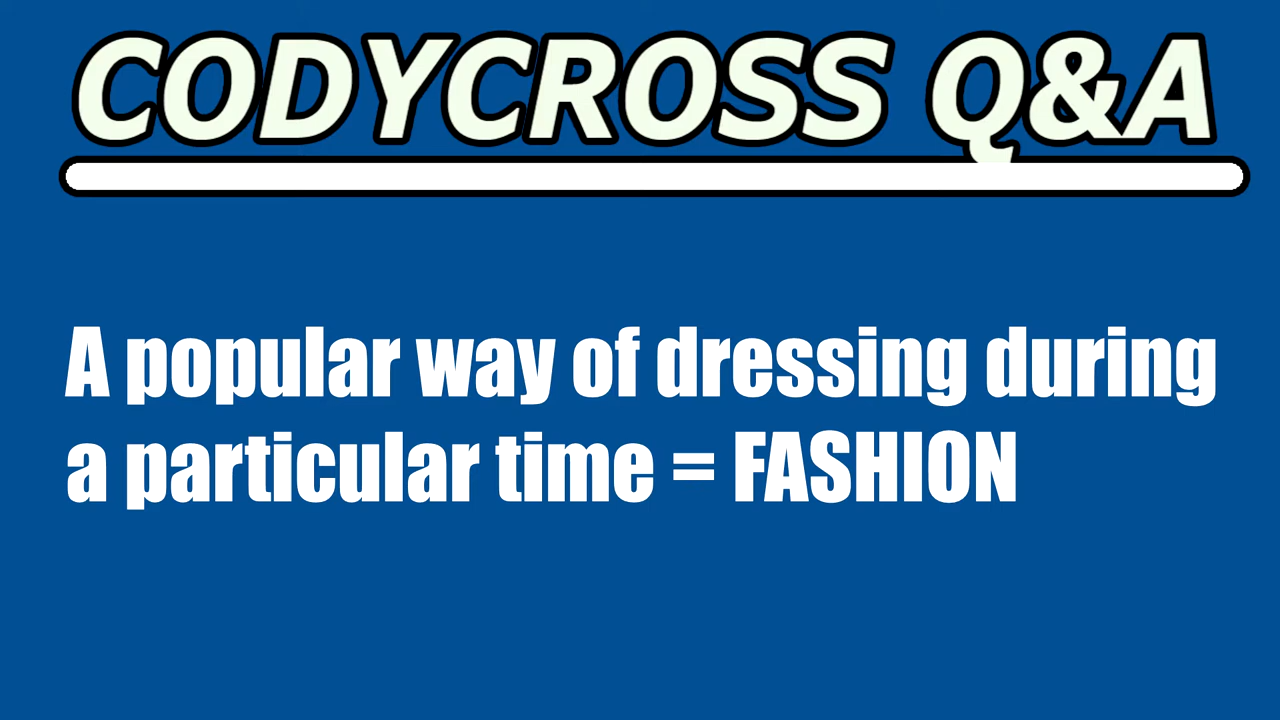 CODYCROSS Q&A
A popular way of dressing during
a particular time = FASHION